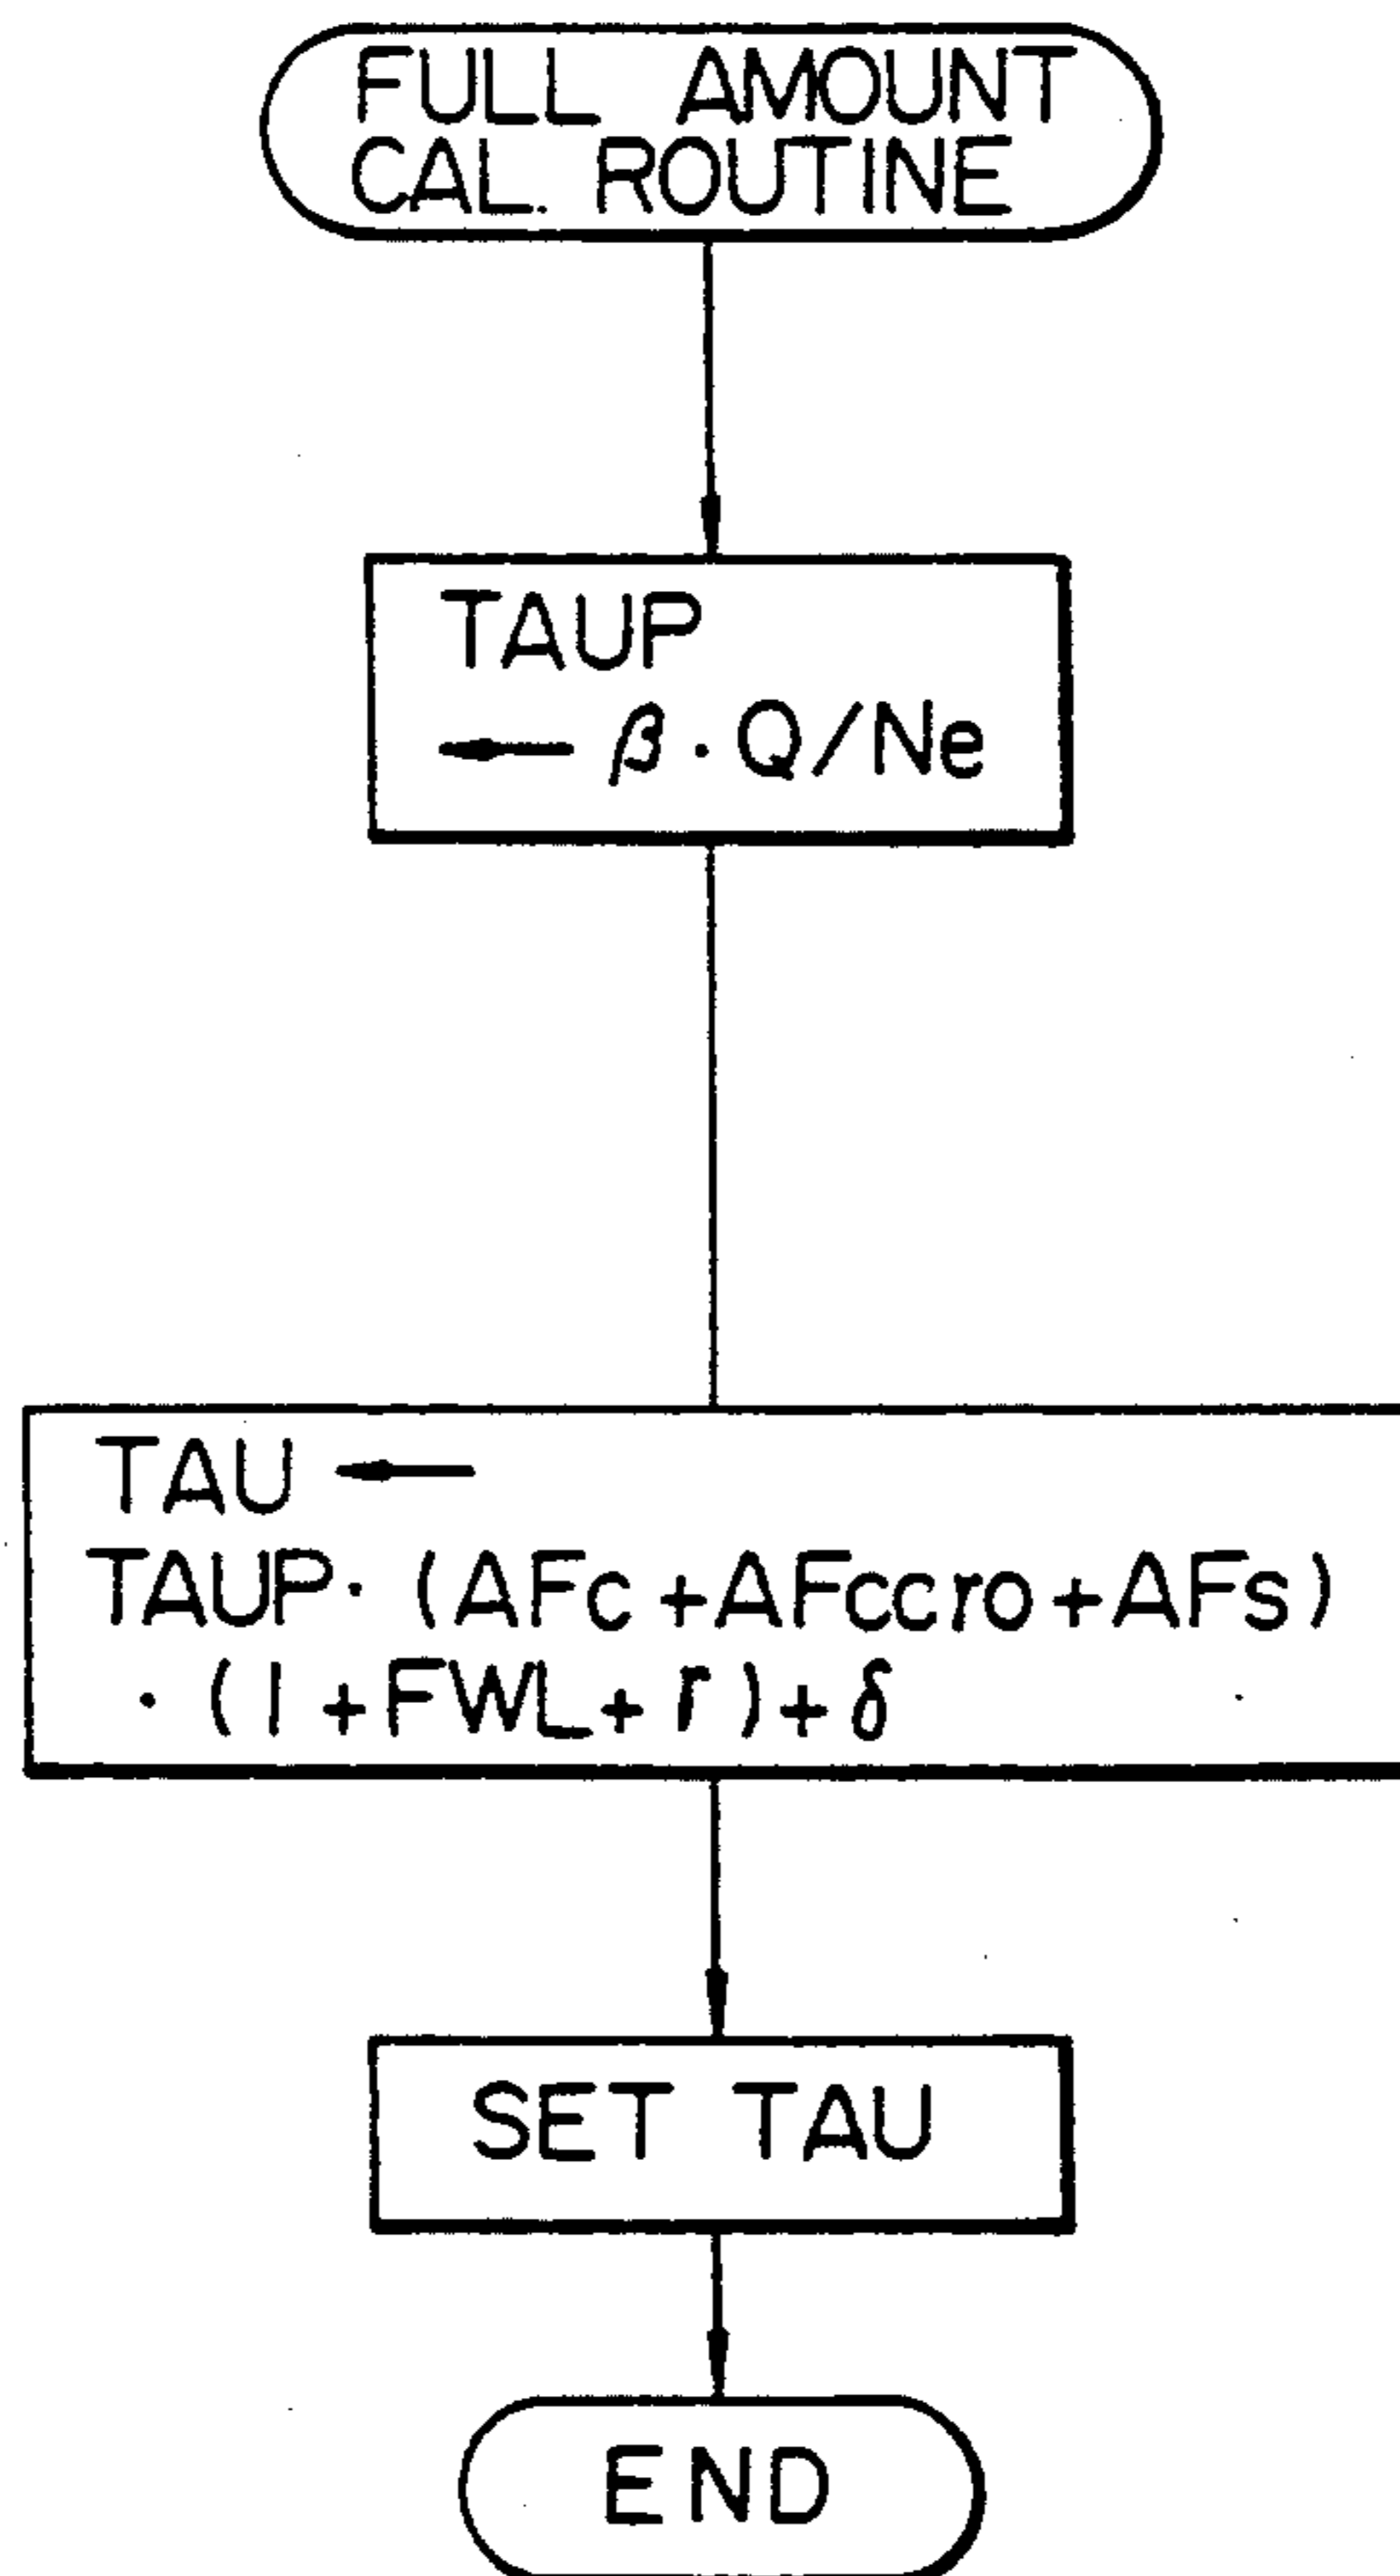 FULL AMOUNT
CAL. ROUTINE
TAUP
← β · Q/Ne
TAU ←
TAUP · (AFc + AFccro + AFs)
· (1 + FWL + r) + δ
SET TAU
END